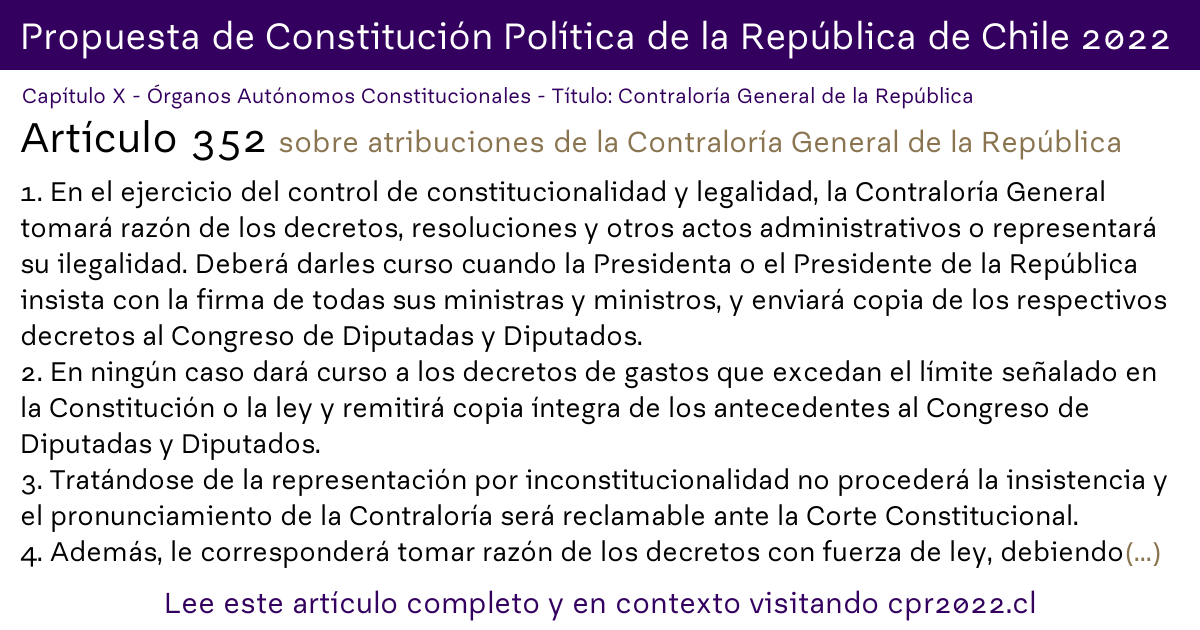 Propuesta de Constitución Política de la República de Chile 2022
Capítulo X - Órganos Autónomos Constitucionales - Título: Contraloría General de la República
Artículo 352 sobre atribuciones de la Contraloría General de la República
1. En el ejercicio del control de constitucionalidad y legalidad, la Contraloría General
tomará razón de los decretos, resoluciones y otros actos administrativos o representará
su ilegalidad. Deberá darles curso cuando la Presidenta o el Presidente de la República
insista con la firma de todas sus ministras y ministros, y enviará copia de los respectivos
decretos al Congreso de Diputadas y Diputados.
2. En ningún caso dará curso a los decretos de gastos que excedan el límite señalado en
la Constitución o la ley y remitirá copia íntegra de los antecedentes al Congreso de
Diputadas y Diputados.
3. Tratándose de la representación por inconstitucionalidad no procederá la insistencia y
el pronunciamiento de la Contraloría será reclamable ante la Corte Constitucional.
4. Además, le corresponderá tomar razón de los decretos con fuerza de ley, debiendo(...)
Lee este artículo completo y en contexto visitando cpr2022.cl